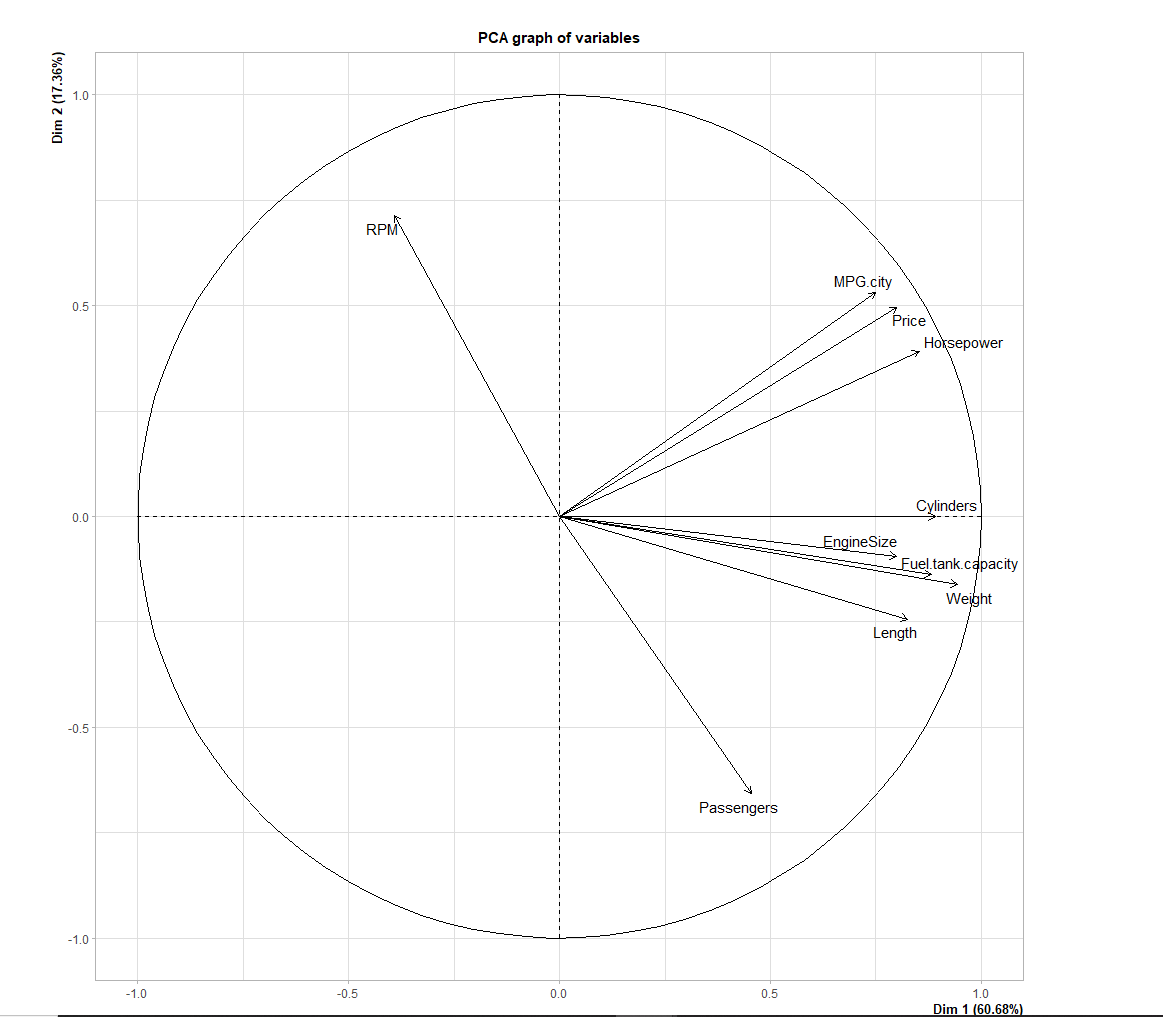 PCA graph of variables
Dim 2 (17.36%)
1.0
0.5
0.0
-0.5
-1.0
RPM
MPG.city
Price
Horsepower
Cylinders
EngineSize
Fuel.tank.capacity
Weight
Length
Passengers
-1.0
-0.5
0.0
0.5
1.0
Dim 1 (60.68%)